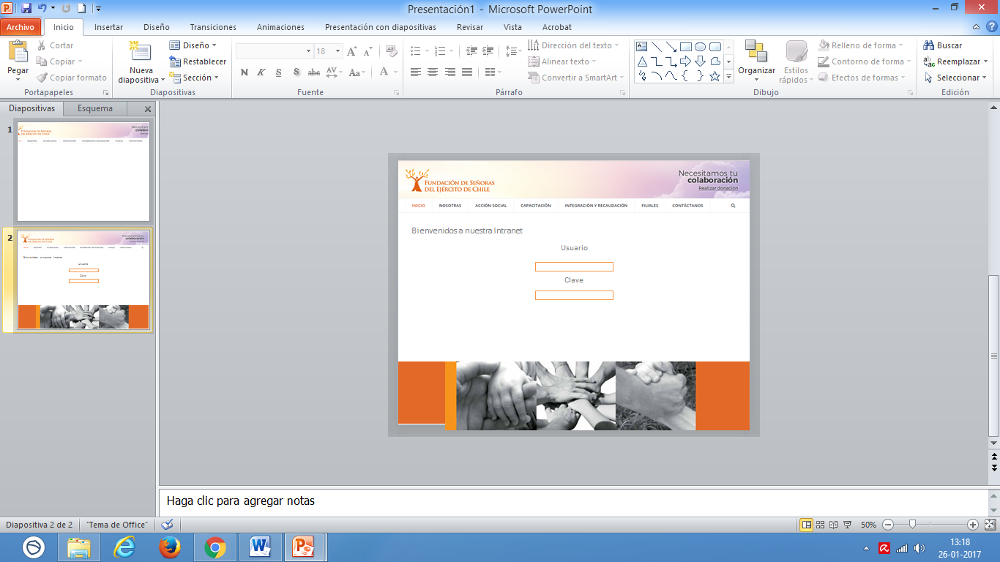 Presentación1 - Microsoft PowerPoint
Archivo Inicio Insertar Diseño Transiciones Animaciones Presentación con diapositivas Revisar Vista Acrobat
Pegar
Cortar
Copiar
Copiar formato
Portapapeles
Nueva diapositiva
Diseño
Restablecer
Sección
Diapositivas
18
N K S S abc AV Aa A
Fuente
Dirección del texto
Alinear texto
Convertir a SmartArt
Párrafo
Organizar
Estilos rápidos
Relleno de forma
Contorno de forma
Efectos de formas
Dibujo
Buscar
Reemplazar
Seleccionar
Edición
Diapositivas Esquema
1
2
Necesitamos tu
colaboración
Realizar donación
FUNDACIÓN DE SEÑORAS
DEL EJÉRCITO DE CHILE
INICIO NOSOTRAS ACCIÓN SOCIAL CAPACITACIÓN INTEGRACIÓN Y RECAUDACIÓN FILIALES CONTÁCTANOS
Bienvenidos a nuestra Intranet
Usuario
Clave
Haga clic para agregar notas
Diapositiva 2 de 2 "Tema de Office" 50%
13:18
26-01-2017